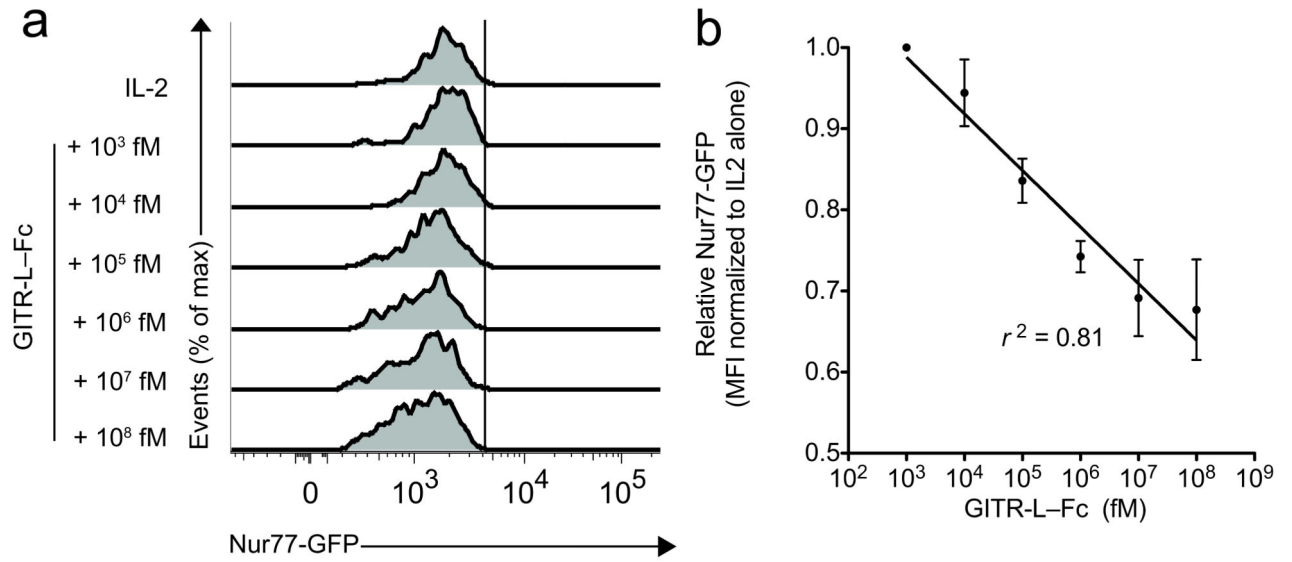 a
IL-2
+ 10³ fM
+ 10⁴ fM
+ 10⁵ fM
+ 10⁶ fM
+ 10⁷ fM
+ 10⁸ fM
GITR-L–Fc
Events (% of max)
0 10³ 10⁴ 10⁵
Nur77-GFP
b
Relative Nur77-GFP
(MFI normalized to IL2 alone)
1.0
0.9
0.8
0.7
0.6
0.5
r² = 0.81
10² 10³ 10⁴ 10⁵ 10⁶ 10⁷ 10⁸ 10⁹
GITR-L–Fc (fM)